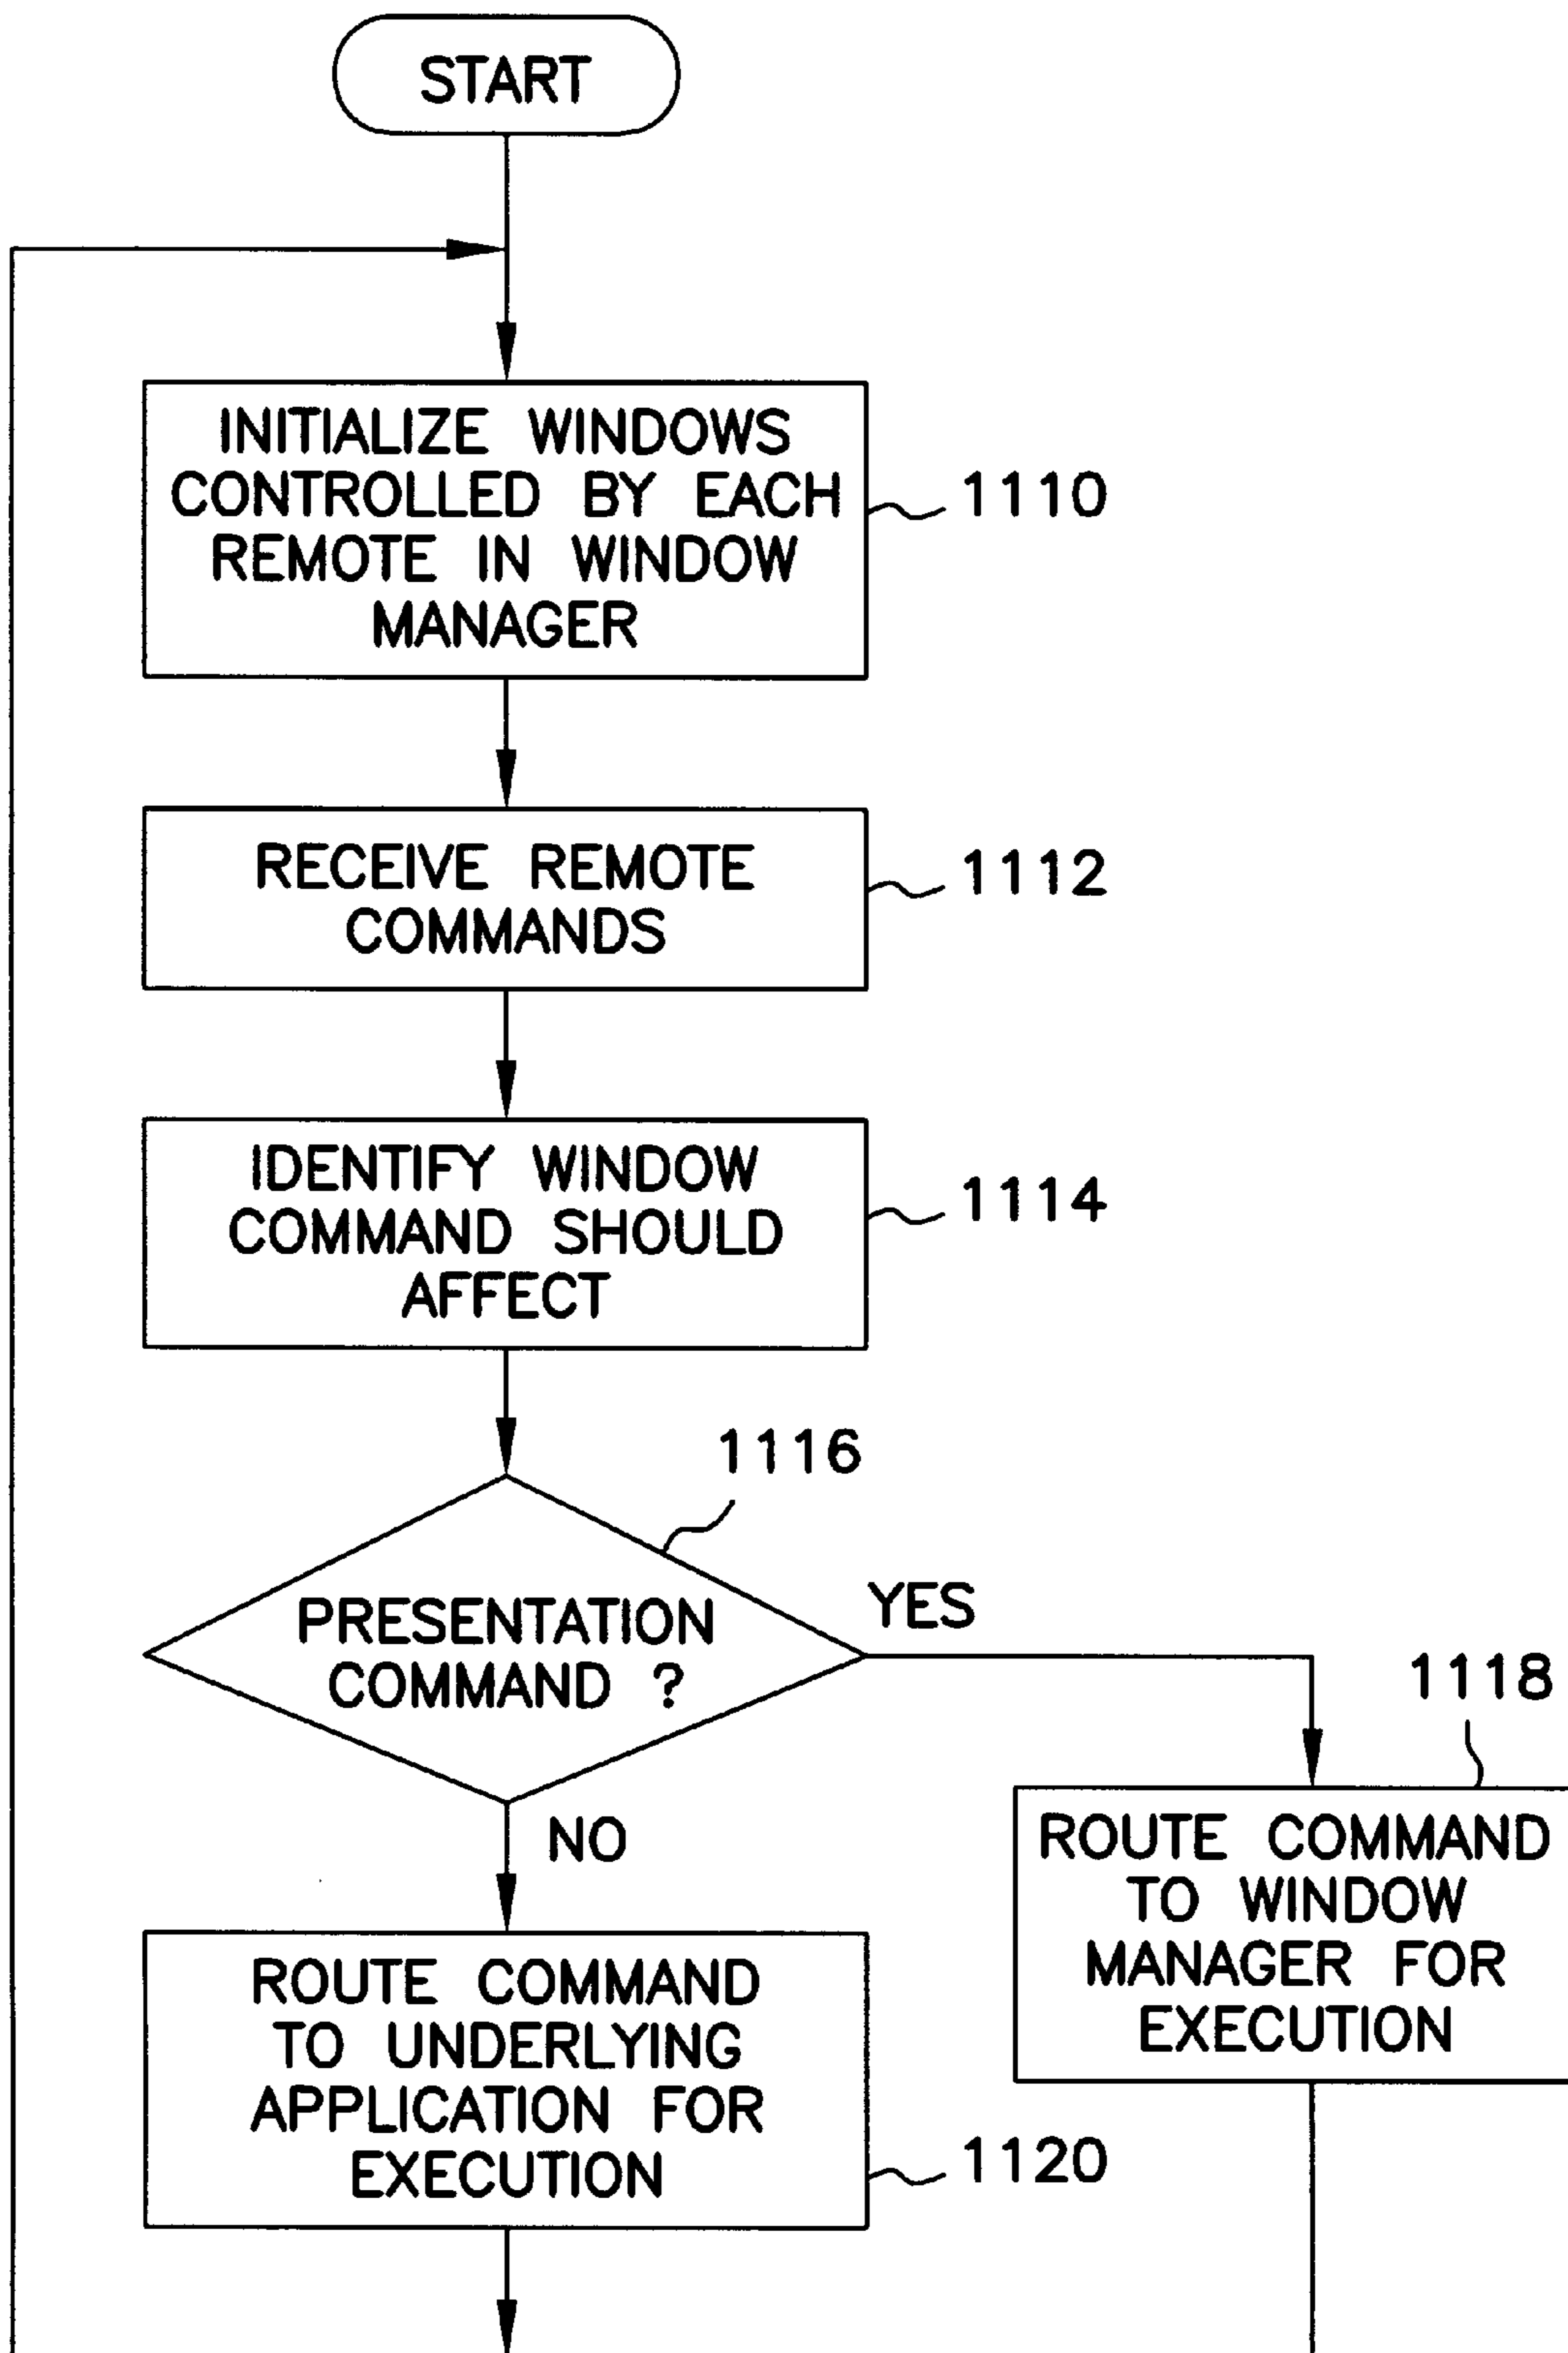 START
INITIALIZE WINDOWS
CONTROLLED BY EACH
REMOTE IN WINDOW
MANAGER
1110
RECEIVE REMOTE
COMMANDS
1112
IDENTIFY WINDOW
COMMAND SHOULD
AFFECT
1114
1116
PRESENTATION
COMMAND ?
YES
NO
1118
ROUTE COMMAND
TO WINDOW
MANAGER FOR
EXECUTION
ROUTE COMMAND
TO UNDERLYING
APPLICATION FOR
EXECUTION
1120